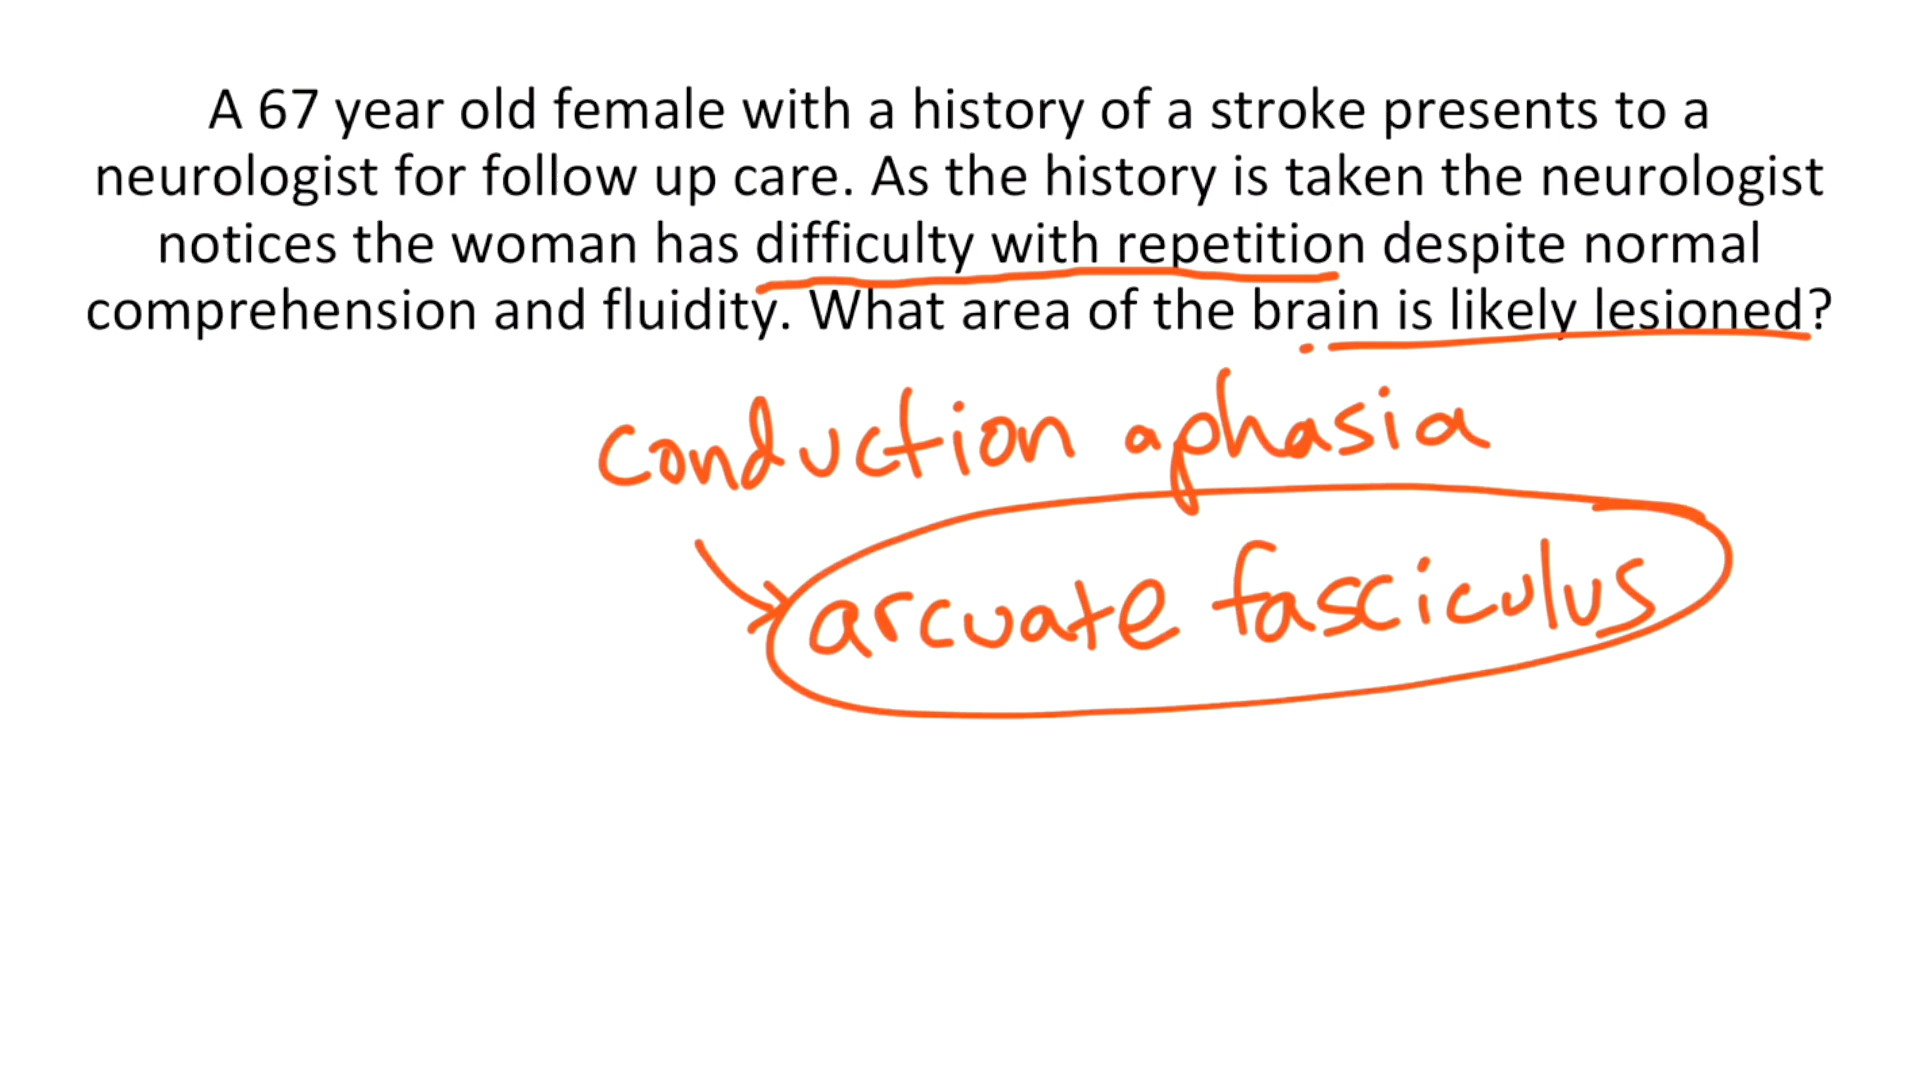 A 67 year old female with a history of a stroke presents to a
neurologist for follow up care. As the history is taken the neurologist
notices the woman has difficulty with repetition despite normal
comprehension and fluidity. What area of the brain is likely lesioned?
conduction aphasia
arcuate fasciculus